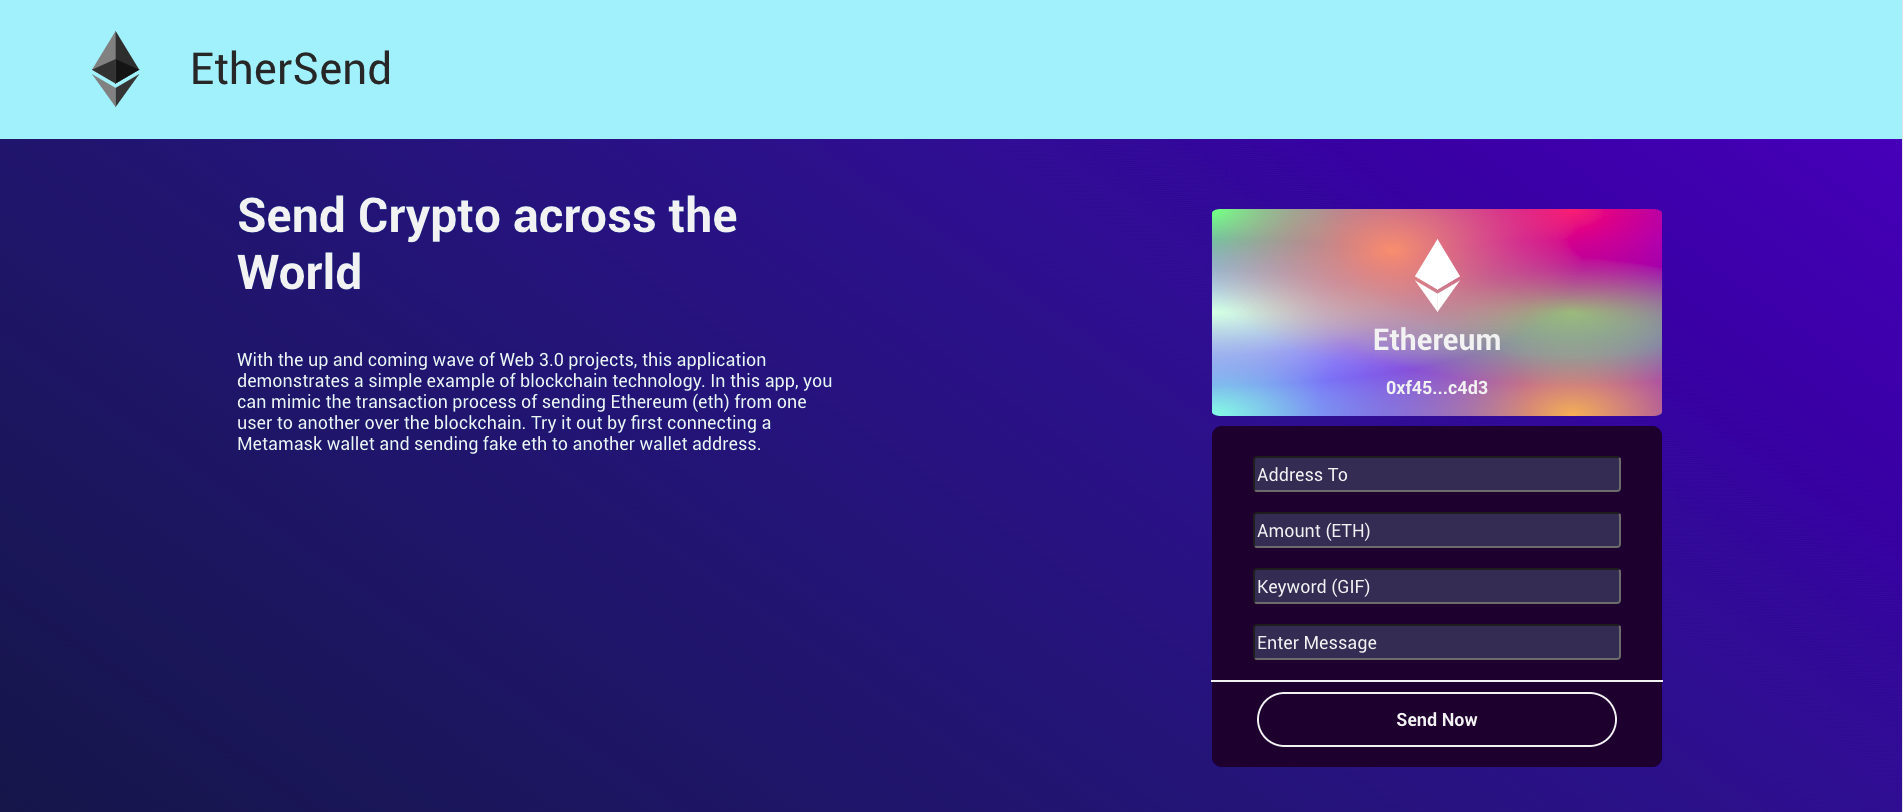 EtherSend
Send Crypto across the
World
With the up and coming wave of Web 3.0 projects, this application
demonstrates a simple example of blockchain technology. In this app, you
can mimic the transaction process of sending Ethereum (eth) from one
user to another over the blockchain. Try it out by first connecting a
Metamask wallet and sending fake eth to another wallet address.
Ethereum
0xf45...c4d3
Address To
Amount (ETH)
Keyword (GIF)
Enter Message
Send Now